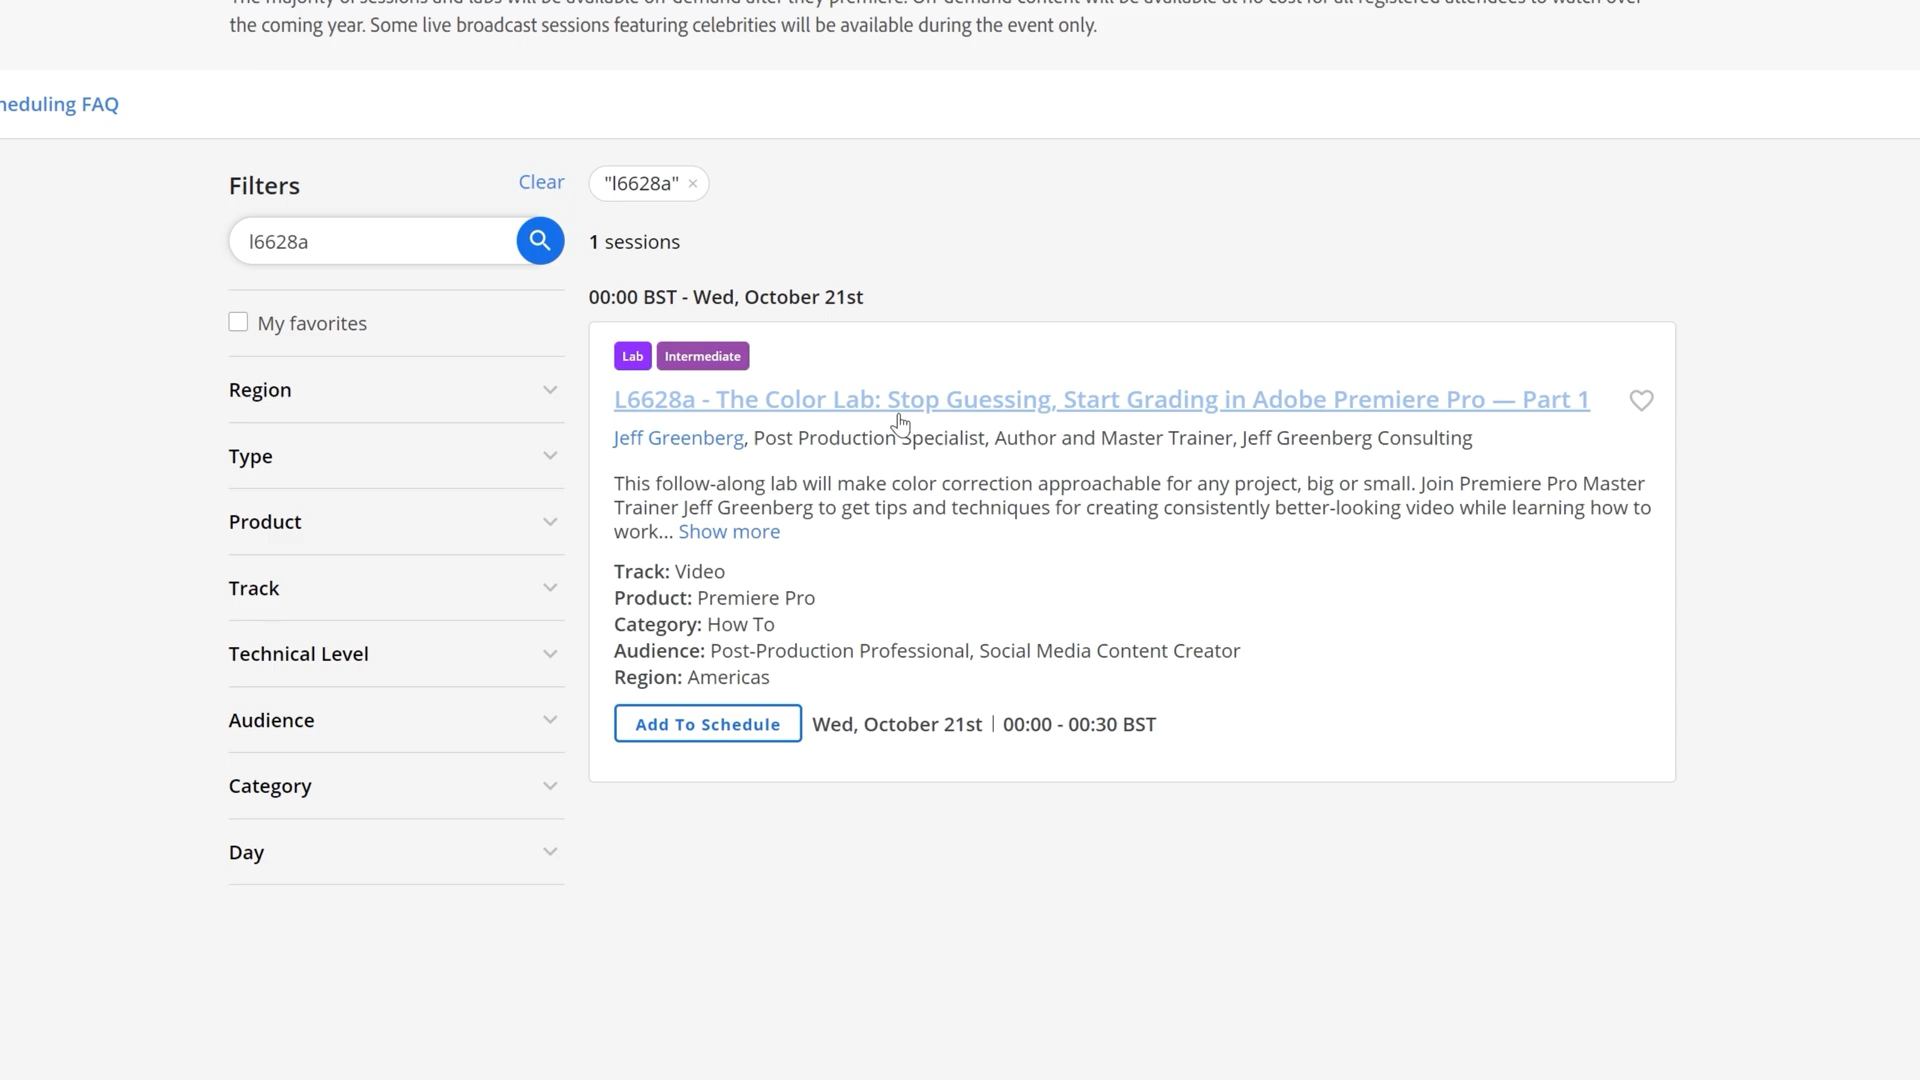 the coming year. Some live broadcast sessions featuring celebrities will be available during the event only.
heduling FAQ
Filters
Clear
l6628a
My favorites
Region
Type
Product
Track
Technical Level
Audience
Category
Day
"l6628a" ×
1 sessions
00:00 BST - Wed, October 21st
Lab Intermediate
L6628a - The Color Lab: Stop Guessing, Start Grading in Adobe Premiere Pro — Part 1
Jeff Greenberg, Post Production Specialist, Author and Master Trainer, Jeff Greenberg Consulting
This follow-along lab will make color correction approachable for any project, big or small. Join Premiere Pro Master
Trainer Jeff Greenberg to get tips and techniques for creating consistently better-looking video while learning how to
work... Show more
Track: Video
Product: Premiere Pro
Category: How To
Audience: Post-Production Professional, Social Media Content Creator
Region: Americas
Add To Schedule Wed, October 21st | 00:00 - 00:30 BST